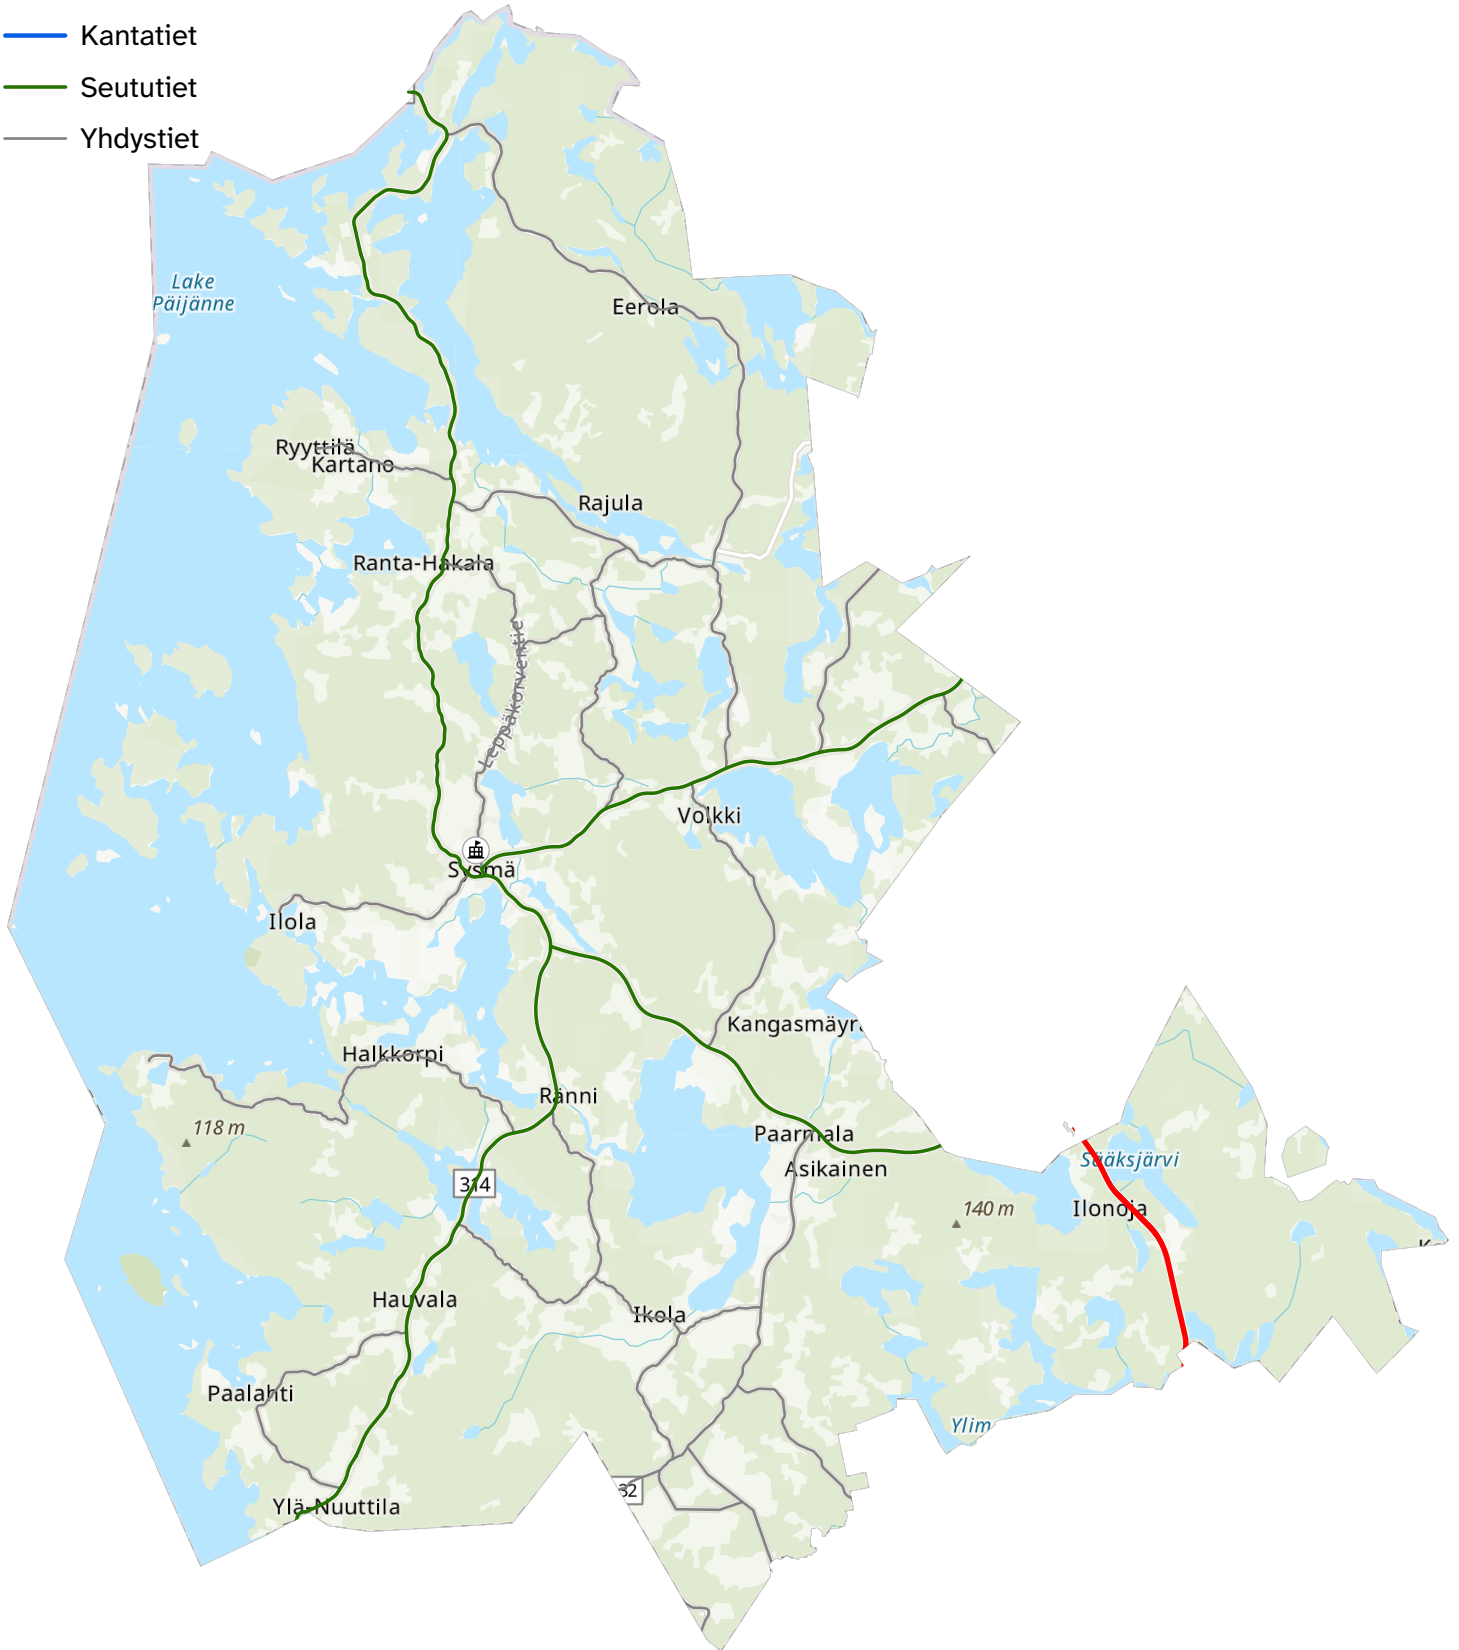 Kantatiet
Seututiet
Yhdystiet
Lake
Päijänne
Eerola
Ryyttilä
Kartano
Rajula
Ranta-Hakala
Leppäkorventie
Volkki
Sysmä
Ilola
Kangasmäyrä
Halkkorpi
Ränni
118 m
Paarmala
Sääksjärvi
Asikainen
314
140 m
Ilonoja
Hauvala
Ikola
Paalahti
Ylim
32
Ylä-Nuuttila